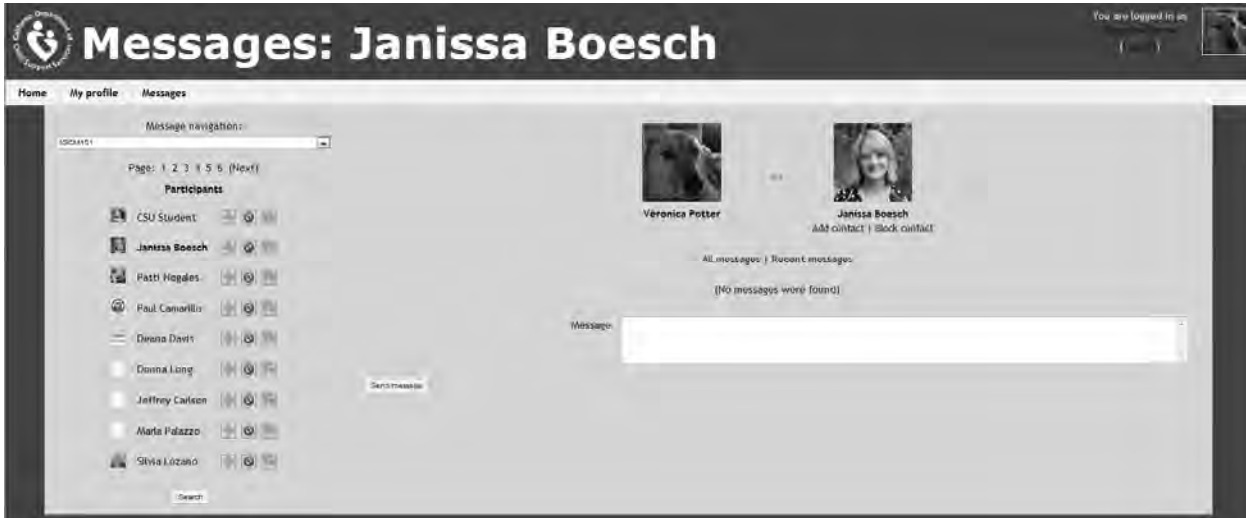 Messages: Janissa Boesch
You are logged in as
Home My profile Messages
Message navigation:
Page: 1 2 3 4 5 6 (Next)
Participants
CSU Student
Janissa Boesch
Patti Nogales
Paul Camarillo
Deana Davis
Donna Long
Jeffrey Carlson
Marla Palazzo
Silvia Lozano
Search
Veronica Potter
Janissa Boesch
Add contact | Block contact
All messages | Recent messages
(No messages were found)
Message:
Send message